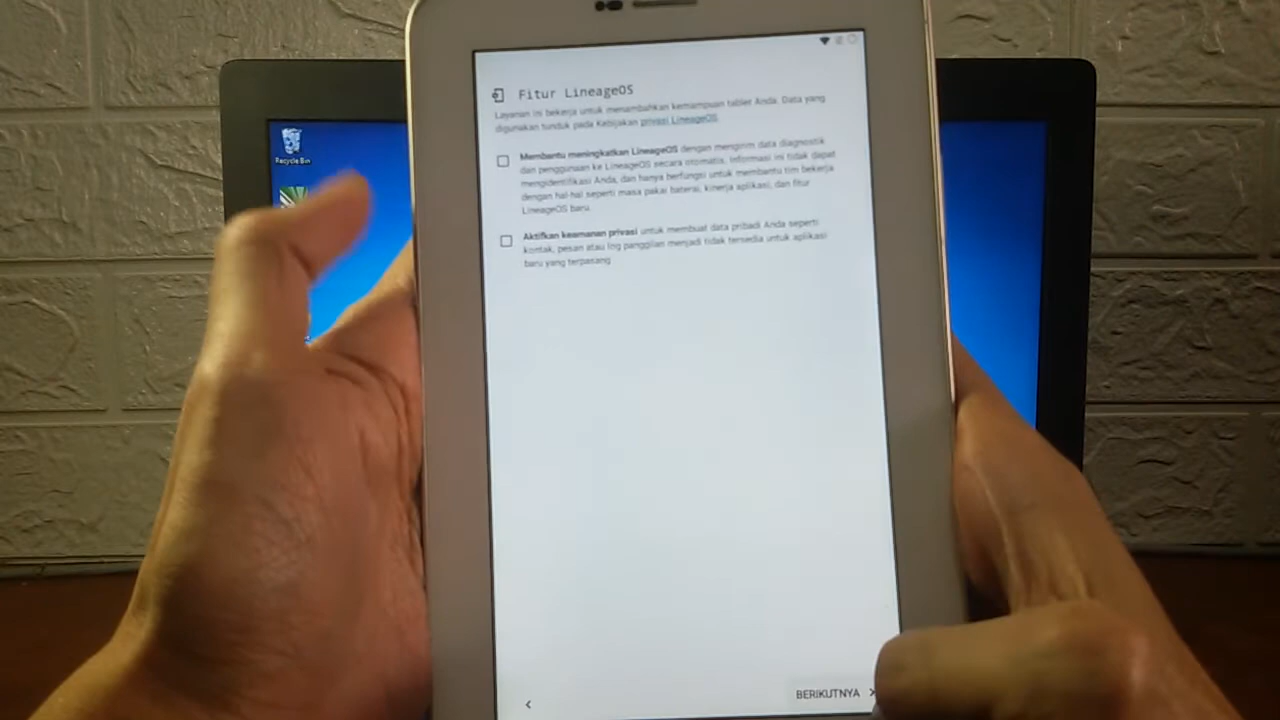 Fitur LineageOS
Layanan ini bekerja untuk menambahkan kemampuan tablet Anda. Data yang
digunakan tunduk pada Kebijakan privasi LineageOS.
Membantu meningkatkan LineageOS dengan mengirim data diagnostik
dan penggunaan ke LineageOS secara otomatis. Informasi ini tidak dapat
mengidentifikasi Anda, dan hanya berfungsi untuk membantu tim bekerja
dengan hal-hal seperti masa pakai baterai, kinerja aplikasi, dan fitur
LineageOS baru.
Aktifkan keamanan privasi untuk membuat data pribadi Anda seperti
kontak, pesan atau log panggilan menjadi tidak tersedia untuk aplikasi
baru yang terpasang
BERIKUTNYA
Recycle Bin